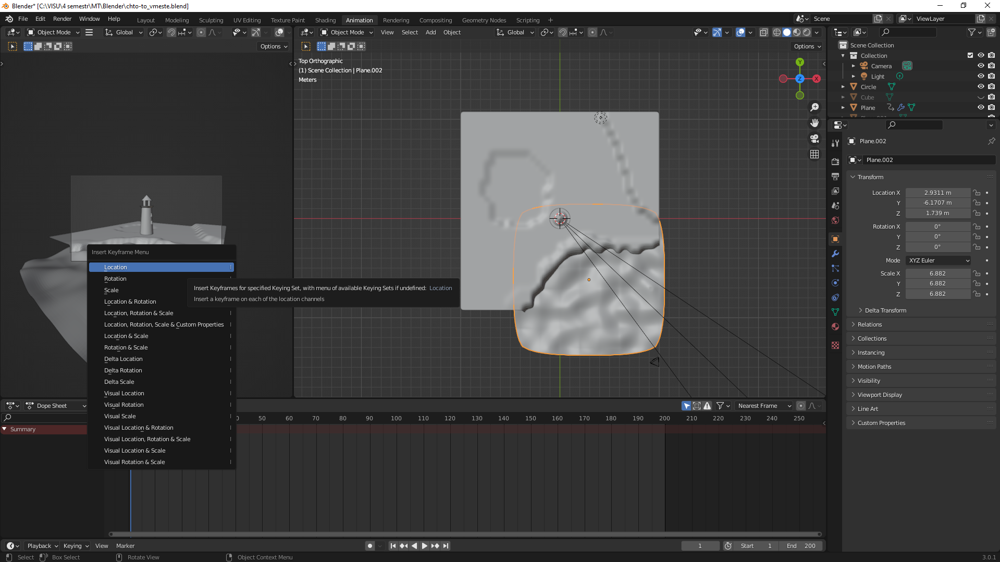 Blender* [C:\VISU\4 semestr\MT\Blender\chto-to_vmeste.blend]
File Edit Render Window Help Layout Modeling Sculpting UV Editing Texture Paint Shading Animation Rendering Compositing Geometry Nodes Scripting + Scene ViewLayer
Object Mode Global Object Mode View Select Add Object Global
Options Options
Top Orthographic
(1) Scene Collection | Plane.002
Meters
Y
Z
X
Scene Collection
Collection
Camera
Light
Circle
Cube
Plane
Plane.002
Plane.002
Transform
Location X 2.9311 m
Y -6.1707 m
Z 1.739 m
Rotation X 0°
Y 0°
Z 0°
Mode XYZ Euler
Scale X 6.882
Y 6.882
Z 6.882
Delta Transform
Relations
Collections
Instancing
Motion Paths
Visibility
Viewport Display
Line Art
Custom Properties
Insert Keyframe Menu
Location I
Rotation I
Scale
Location & Rotation
Location, Rotation & Scale I
Location, Rotation, Scale & Custom Properties I
Location & Scale I
Rotation & Scale I
Delta Location I
Delta Rotation I
Delta Scale I
Visual Location I
Visual Rotation I
Visual Scale I
Visual Location & Rotation I
Visual Location, Rotation & Scale I
Visual Location & Scale I
Visual Rotation & Scale I
Insert Keyframes for specified Keying Set, with menu of available Keying Sets if undefined: Location
Insert a keyframe on each of the location channels
Dope Sheet Nearest Frame
0 50 60 70 80 90 100 110 120 130 140 150 160 170 180 190 200 210 220 230 240 250
Summary
Playback Keying View Marker 1 Start 1 End 200
Select Box Select Rotate View Object Context Menu 3.0.1